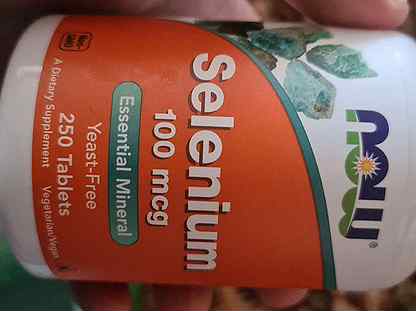 NOW®
Selenium
100 mcg
Essential Mineral
Yeast-Free
250 Tablets
A Dietary Supplement Vegetarian/Vegan